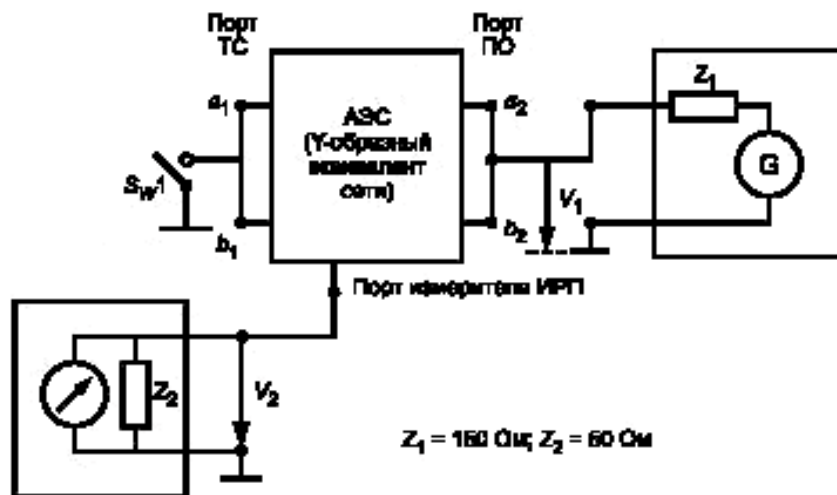 Порт
ТС
Порт
ПО
a1
a2
АЭС
(Y-образный
эквивалент
сети)
Sw1
b1
b2
V1
Z1
G
Порт измерителя ИРП
Z2
V2
Z1 = 150 Ом; Z2 = 50 Ом